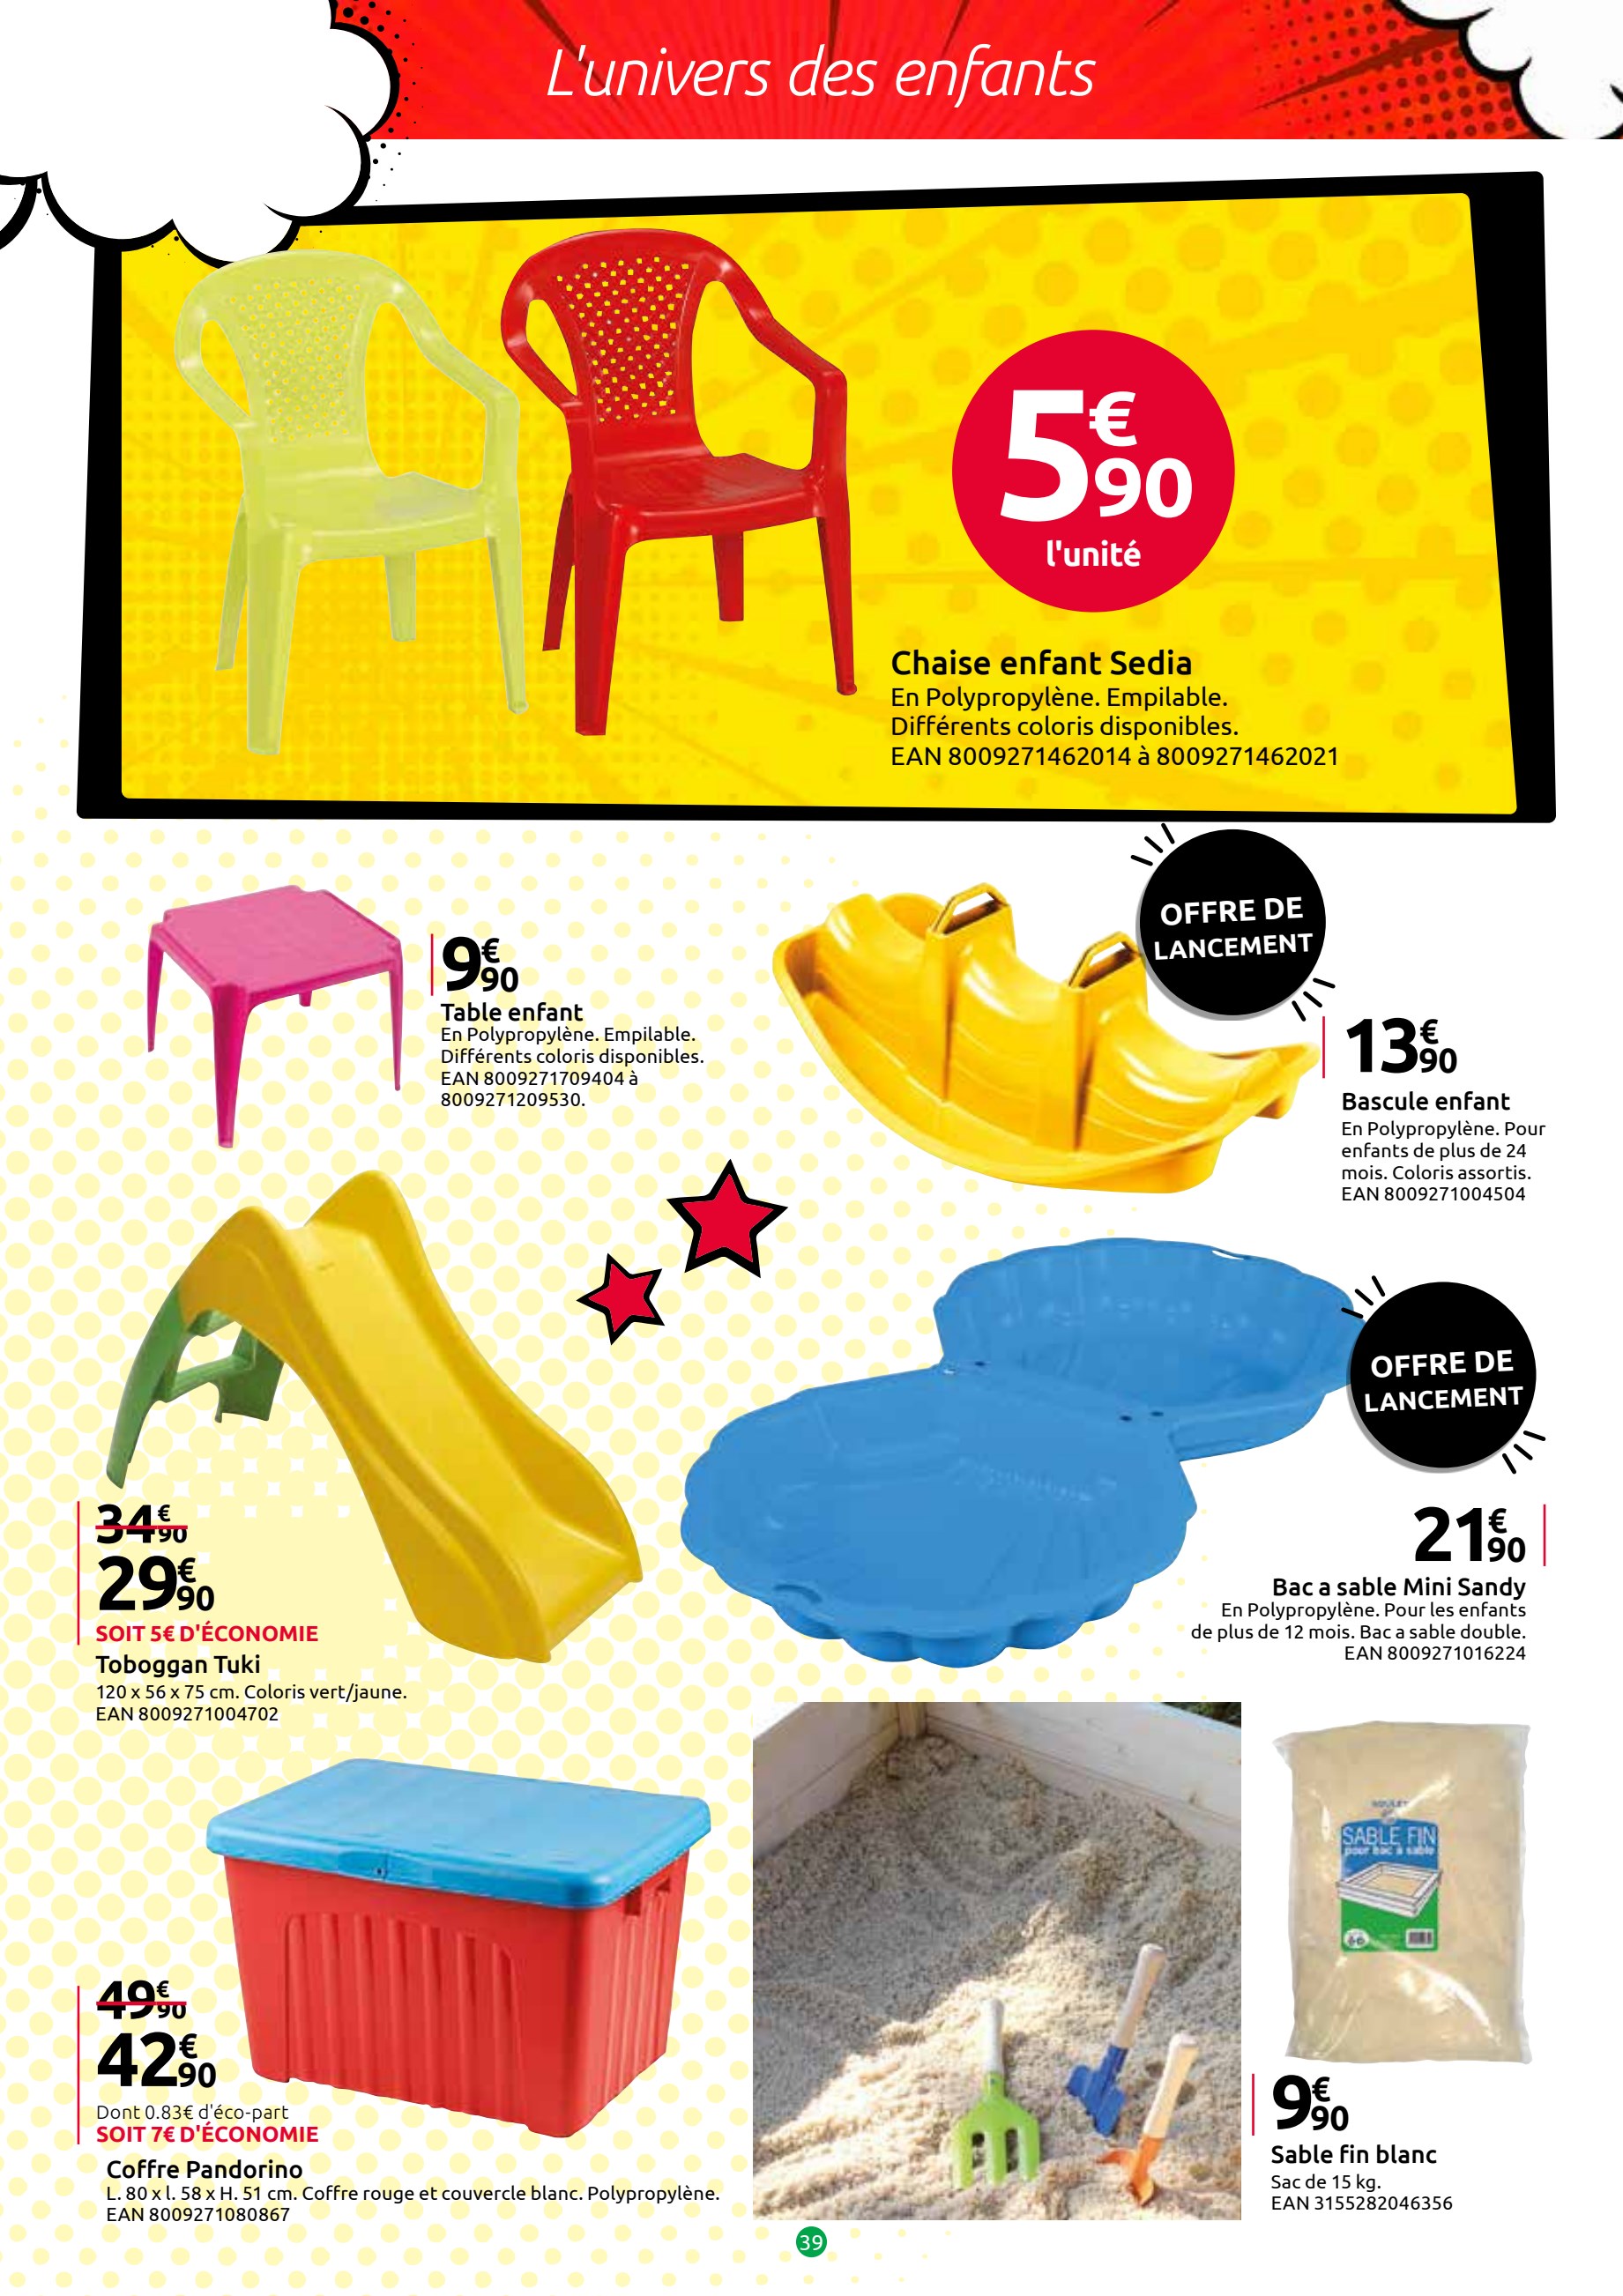 L'univers des enfants
5€90
l'unité
Chaise enfant Sedia
En Polypropylène. Empilable.
Différents coloris disponibles.
EAN 8009271462014 à 8009271462021
OFFRE DE
LANCEMENT
9€90
Table enfant
En Polypropylène. Empilable.
Différents coloris disponibles.
EAN 8009271709404 à
8009271209530.
13€90
Bascule enfant
En Polypropylène. Pour
enfants de plus de 24
mois. Coloris assortis.
EAN 8009271004504
OFFRE DE
LANCEMENT
34€90
29€90
SOIT 5€ D'ÉCONOMIE
Toboggan Tuki
120 x 56 x 75 cm. Coloris vert/jaune.
EAN 8009271004702
21€90
Bac a sable Mini Sandy
En Polypropylène. Pour les enfants
de plus de 12 mois. Bac a sable double.
EAN 8009271016224
SABLE FIN
pour bac à sable
49€90
42€90
Dont 0.83€ d'éco-part
SOIT 7€ D'ÉCONOMIE
Coffre Pandorino
L. 80 x l. 58 x H. 51 cm. Coffre rouge et couvercle blanc. Polypropylène.
EAN 8009271080867
9€90
Sable fin blanc
Sac de 15 kg.
EAN 3155282046356
39